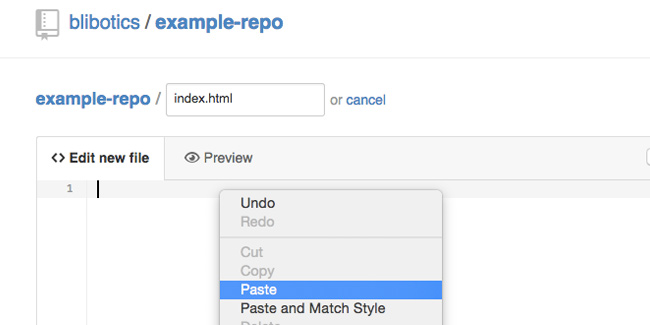 blibotics / example-repo
example-repo / index.html or cancel
<> Edit new file Preview
1
Undo
Redo
Cut
Copy
Paste
Paste and Match Style
Delete